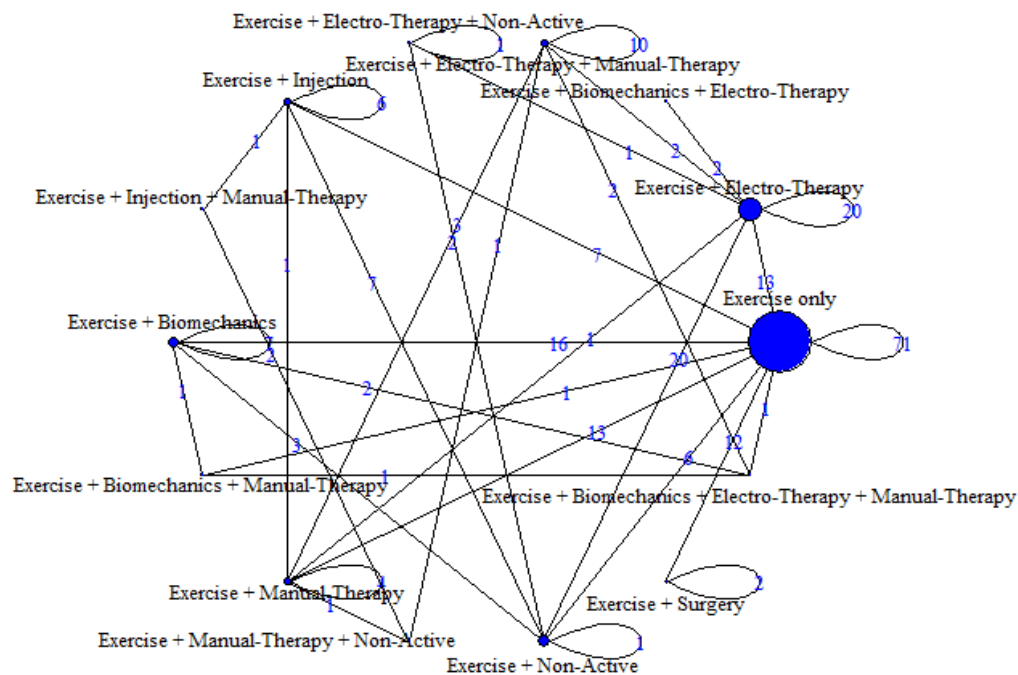 Exercise + Electro-Therapy + Non-Active
1
10
Exercise + Electro-Therapy + Manual-Therapy
Exercise + Injection
Exercise + Biomechanics + Electro-Therapy
6
1
1
2
2
Exercise + Electro-Therapy
2
Exercise + Injection + Manual-Therapy
20
3
2
1
7
1
7
13
Exercise only
Exercise + Biomechanics
16
1
71
2
20
1
2
1
1
13
12
3
6
1
Exercise + Biomechanics + Manual-Therapy
Exercise + Biomechanics + Electro-Therapy + Manual-Therapy
2
Exercise + Manual-Therapy
1
Exercise + Surgery
Exercise + Manual-Therapy + Non-Active
1
Exercise + Non-Active